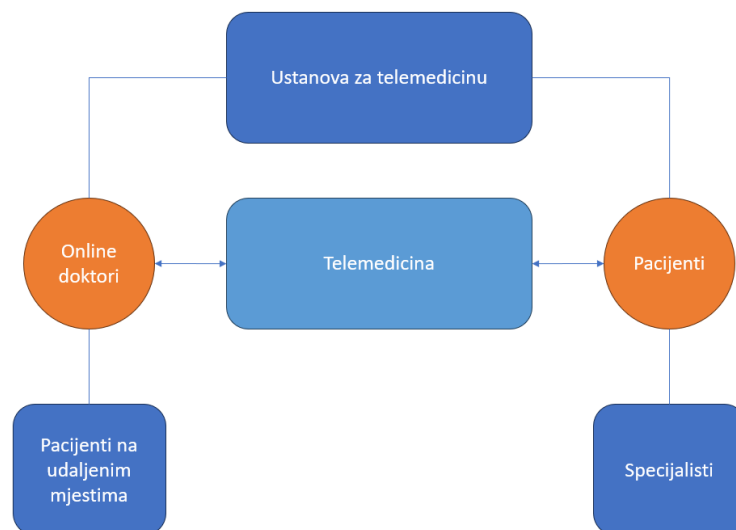 Ustanova za telemedicinu
Online
doktori
Telemedicina
Pacijenti
Pacijenti na
udaljenim
mjestima
Specijalisti